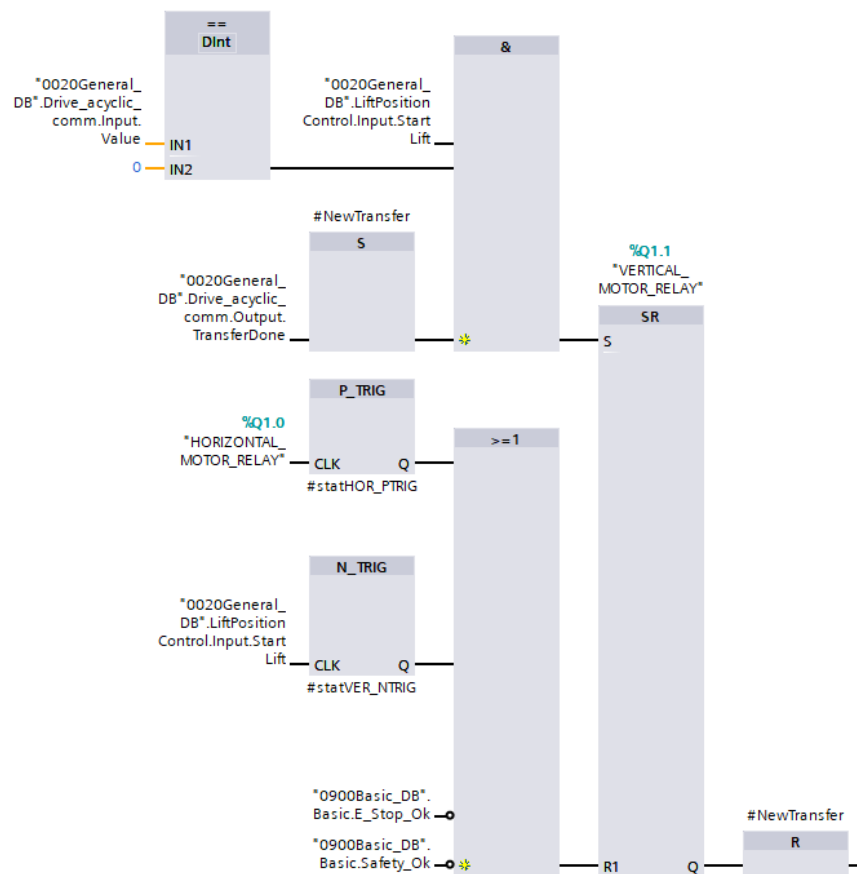 ==
DInt
&
"0020General_
DB".Drive_acyclic_
comm.Input.
Value
IN1
0
IN2
"0020General_
DB".LiftPosition
Control.Input.Start
Lift
#NewTransfer
S
"0020General_
DB".Drive_acyclic_
comm.Output.
TransferDone
%Q1.1
"VERTICAL_
MOTOR_RELAY"
SR
S
P_TRIG
%Q1.0
"HORIZONTAL_
MOTOR_RELAY"
CLK
Q
#statHOR_PTRIG
>=1
N_TRIG
"0020General_
DB".LiftPosition
Control.Input.Start
Lift
CLK
Q
#statVER_NTRIG
"0900Basic_DB".
Basic.E_Stop_Ok
"0900Basic_DB".
Basic.Safety_Ok
R1
Q
#NewTransfer
R